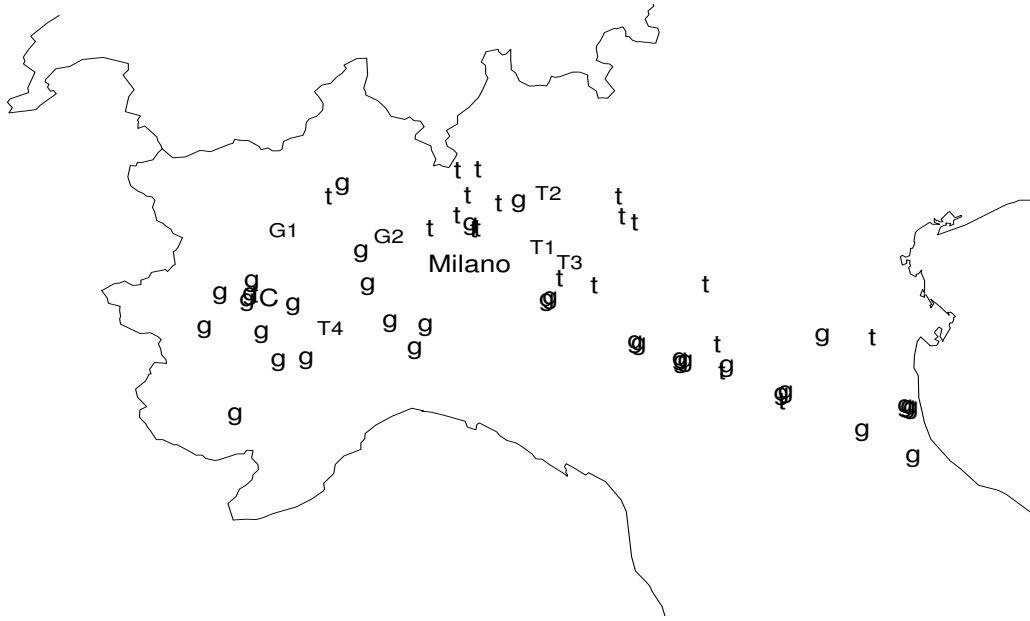 t t
g
t t T2 t
t g
t t
t
G1 t g t t
G2
T1
g
Milano T3
g g t t t
g g t C
g g g g
g g T4 g g g t
g g g t
g g g g g g
t
g g
t
g g g g
g
g